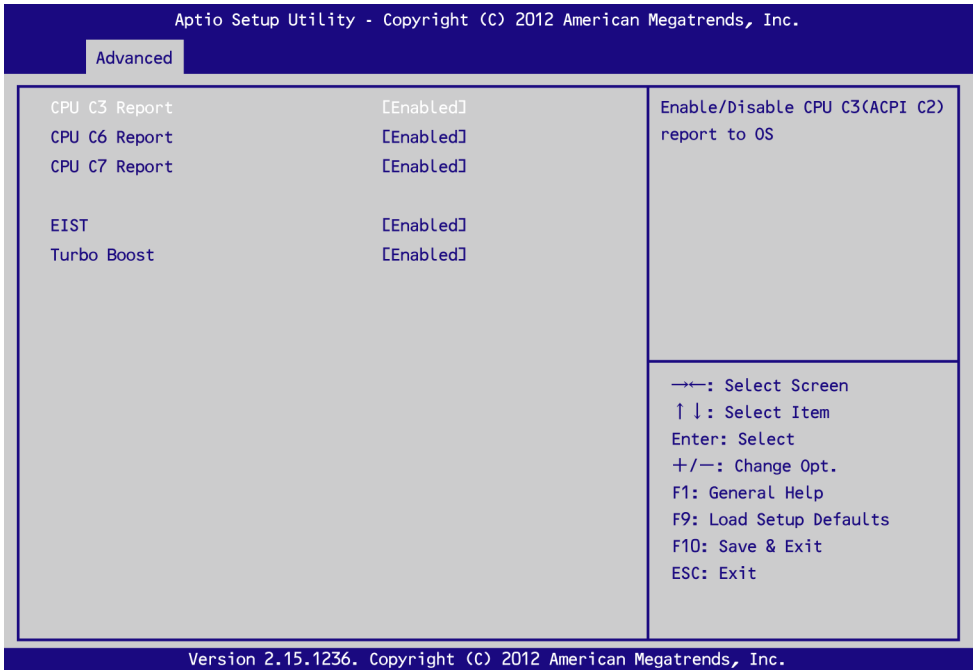 Aptio Setup Utility - Copyright (C) 2012 American Megatrends, Inc.
Advanced
CPU C3 Report [Enabled]
CPU C6 Report [Enabled]
CPU C7 Report [Enabled]
EIST [Enabled]
Turbo Boost [Enabled]
Enable/Disable CPU C3(ACPI C2)
report to OS
→←: Select Screen
↑↓: Select Item
Enter: Select
+/-: Change Opt.
F1: General Help
F9: Load Setup Defaults
F10: Save & Exit
ESC: Exit
Version 2.15.1236. Copyright (C) 2012 American Megatrends, Inc.